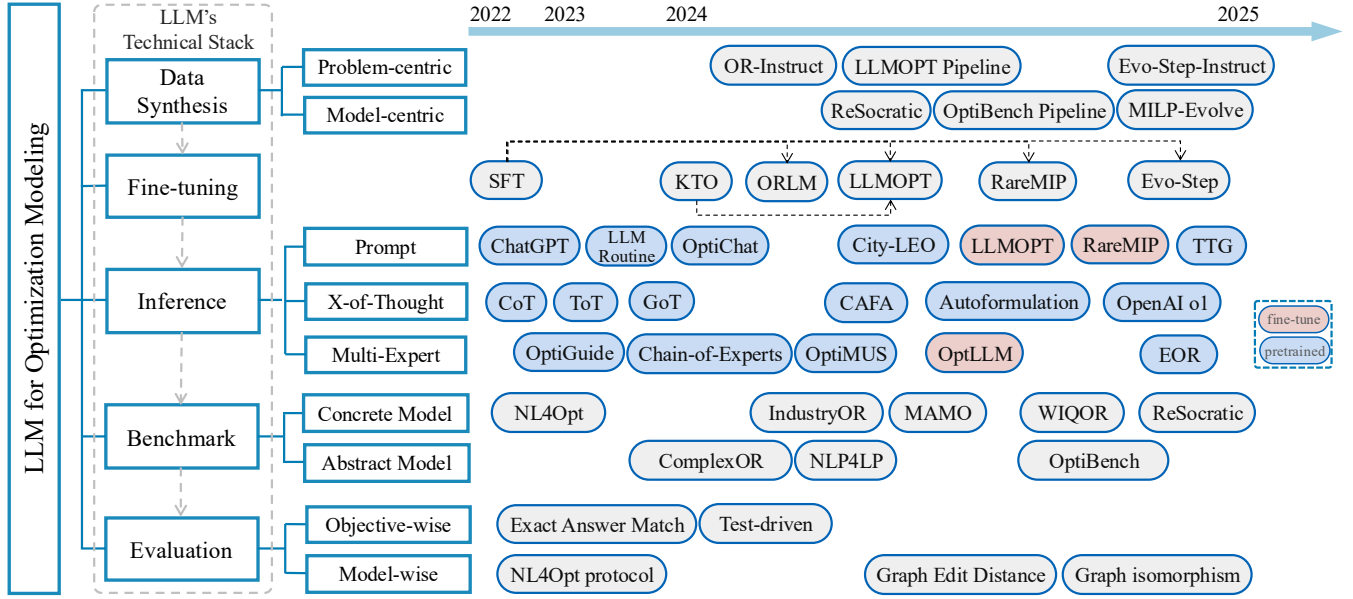 LLM for Optimization Modeling
LLM's
Technical Stack
2022 2023 2024 2025
Data
Synthesis
Problem-centric
OR-Instruct LLMOPT Pipeline Evo-Step-Instruct
Model-centric
ReSocratic OptiBench Pipeline MILP-Evolve
Fine-tuning
SFT KTO ORLM LLMOPT RareMIP Evo-Step
Inference
Prompt
ChatGPT LLM
Routine OptiChat City-LEO LLMOPT RareMIP TTG
X-of-Thought
CoT ToT GoT CAFA Autoformulation OpenAI o1
Multi-Expert
OptiGuide Chain-of-Experts OptiMUS OptLLM EOR
fine-tune
pretrained
Benchmark
Concrete Model
NL4Opt IndustryOR MAMO WIQOR ReSocratic
Abstract Model
ComplexOR NLP4LP OptiBench
Evaluation
Objective-wise
Exact Answer Match Test-driven
Model-wise
NL4Opt protocol Graph Edit Distance Graph isomorphism